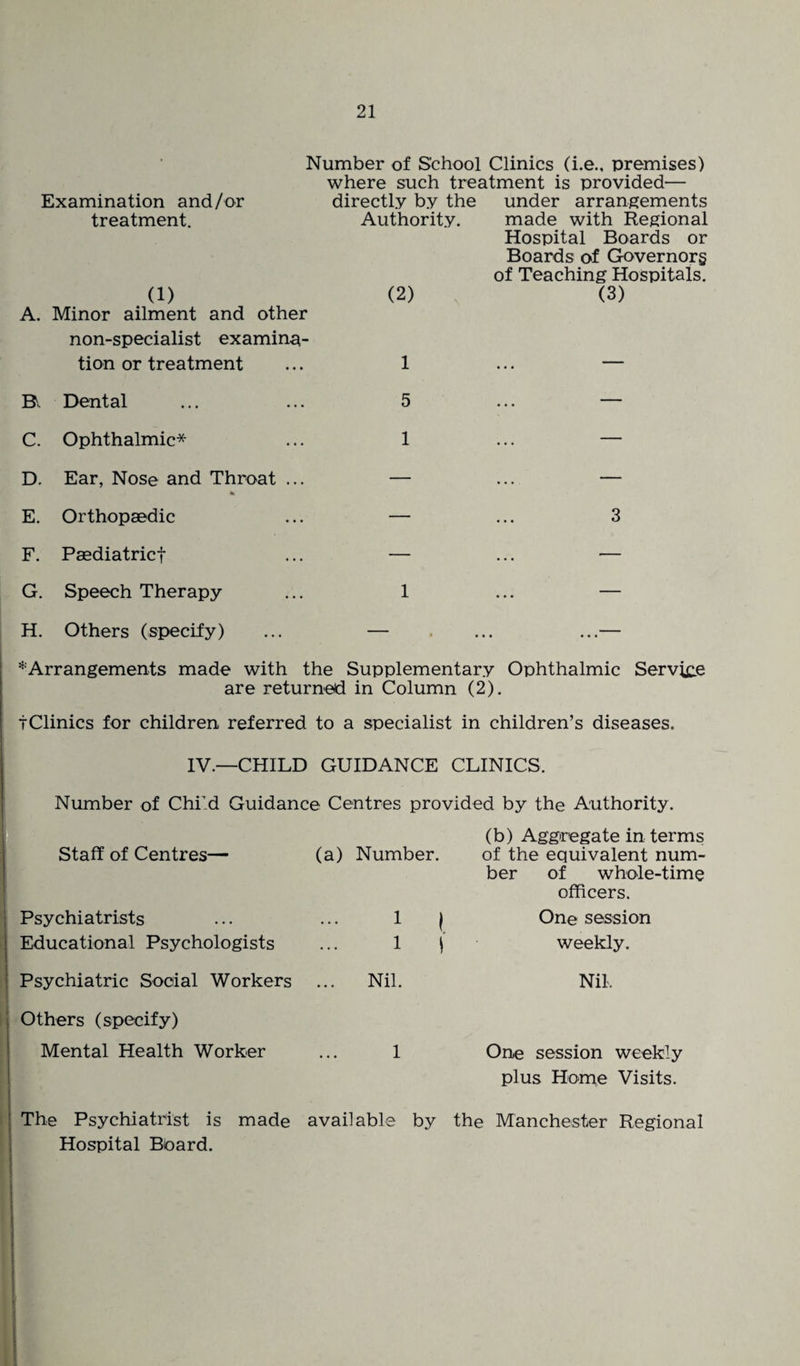 21
Number of School Clinics (i.e., premises)
where such treatment is provided—
Examination and/or directly by the under arrangements
treatment. Authority. made with Regional
Hospital Boards or
Boards of Governors
of Teaching Hospitals.
(1) (2) (3)
A. Minor ailment and other
non-specialist examina-
tion or treatment ... 1 ... —
B. Dental ... ... 5 ... —
C. Ophthalmic* ... 1 ... —
D. Ear, Nose and Throat ... — ... —
E. Orthopædic ... — ... 3
F. Pædiatric† ... — ... —
G. Speech Therapy ... 1 ... —
H. Others (specify) ... — ... ...—
*Arrangements made with the Supplementary Ophthalmic Service
are returned in Column (2).
†Clinics for children referred to a specialist in children's diseases.
IV.—CHILD GUIDANCE CLINICS.
Number of Child Guidance Centres provided by the Authority.
(b) Aggregate in terms
Staff of Centres— (a) Number. of the equivalent num-
ber of whole-time
officers.
Psychiatrists ... ... 1 ) One session
Educational Psychologists ... 1 ) weekly.
Psychiatric Social Workers ... Nil. Nil.
Others (specify)
Mental Health Worker ... 1 One session weekly
plus Home Visits.
The Psychiatrist is made available by the Manchester Regional
Hospital Board.